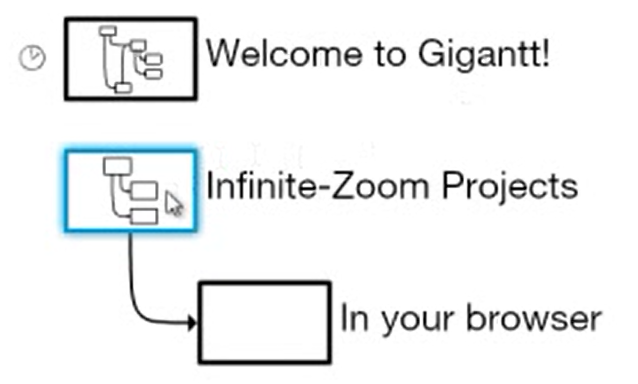 Welcome to Gigantt!
Infinite-Zoom Projects
In your browser